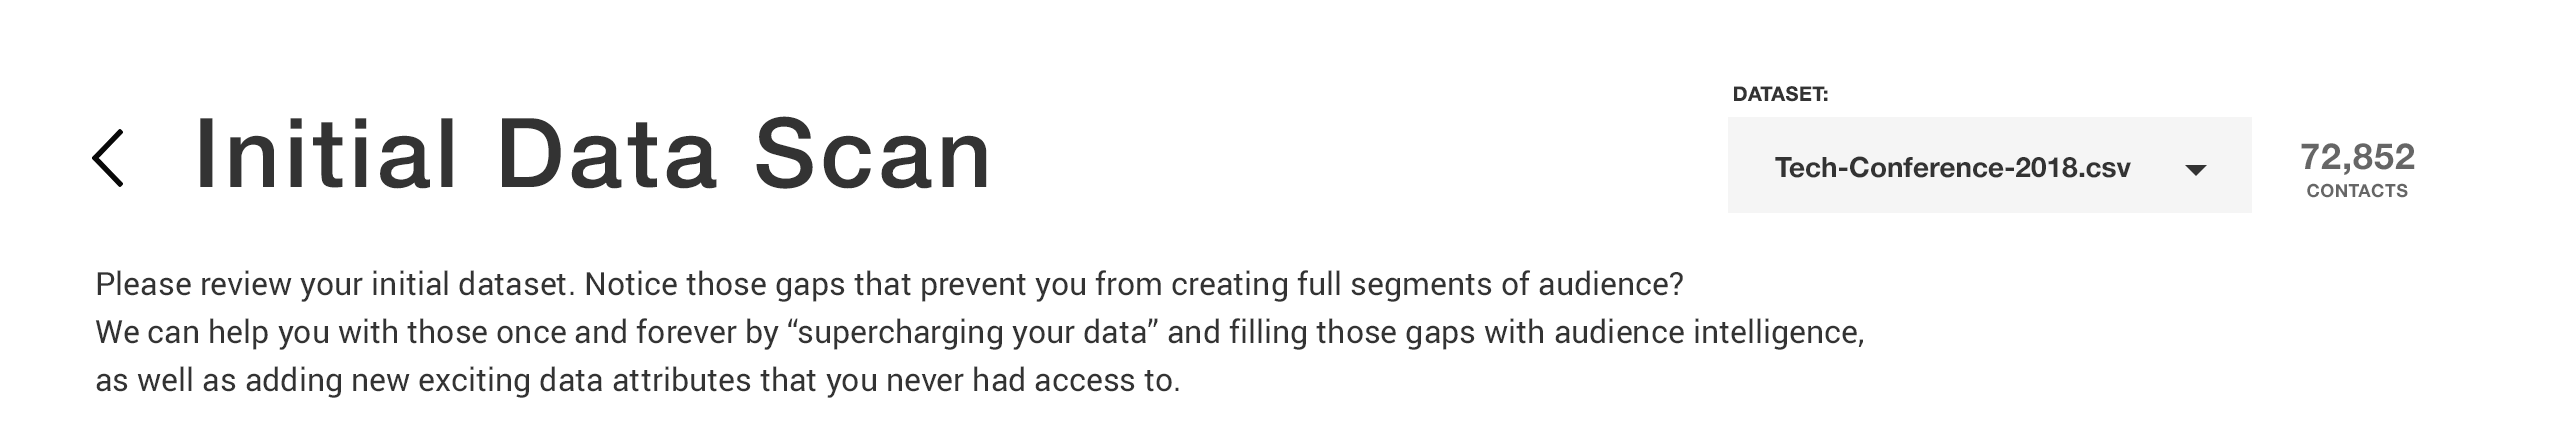 Initial Data Scan
DATASET:
Tech-Conference-2018.csv
72,852
CONTACTS
Please review your initial dataset. Notice those gaps that prevent you from creating full segments of audience?
We can help you with those once and forever by “supercharging your data” and filling those gaps with audience intelligence,
as well as adding new exciting data attributes that you never had access to.